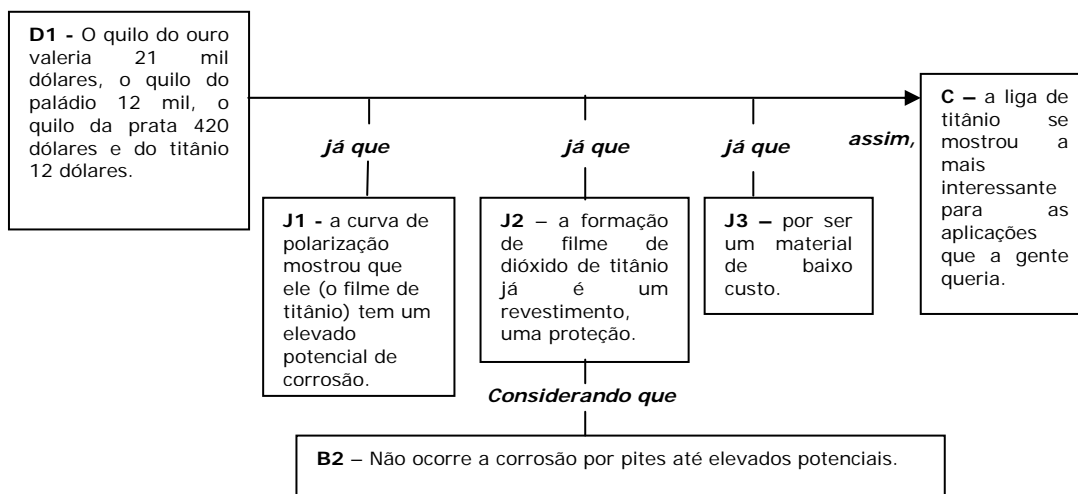 D1 - O quilo do ouro
valeria 21 mil
dólares, o quilo do
paládio 12 mil, o
quilo da prata 420
dólares e do titânio
12 dólares.
já que
já que
já que
assim,
C – a liga de
titânio se
mostrou a
mais
interessante
para as
aplicações
que a gente
queria.
J1 - a curva de
polarização
mostrou que
ele (o filme de
titânio) tem um
elevado
potencial de
corrosão.
J2 – a formação
de filme de
dióxido de titânio
já é um
revestimento,
uma proteção.
J3 – por ser
um material
de baixo
custo.
Considerando que
B2 – Não ocorre a corrosão por pites até elevados potenciais.